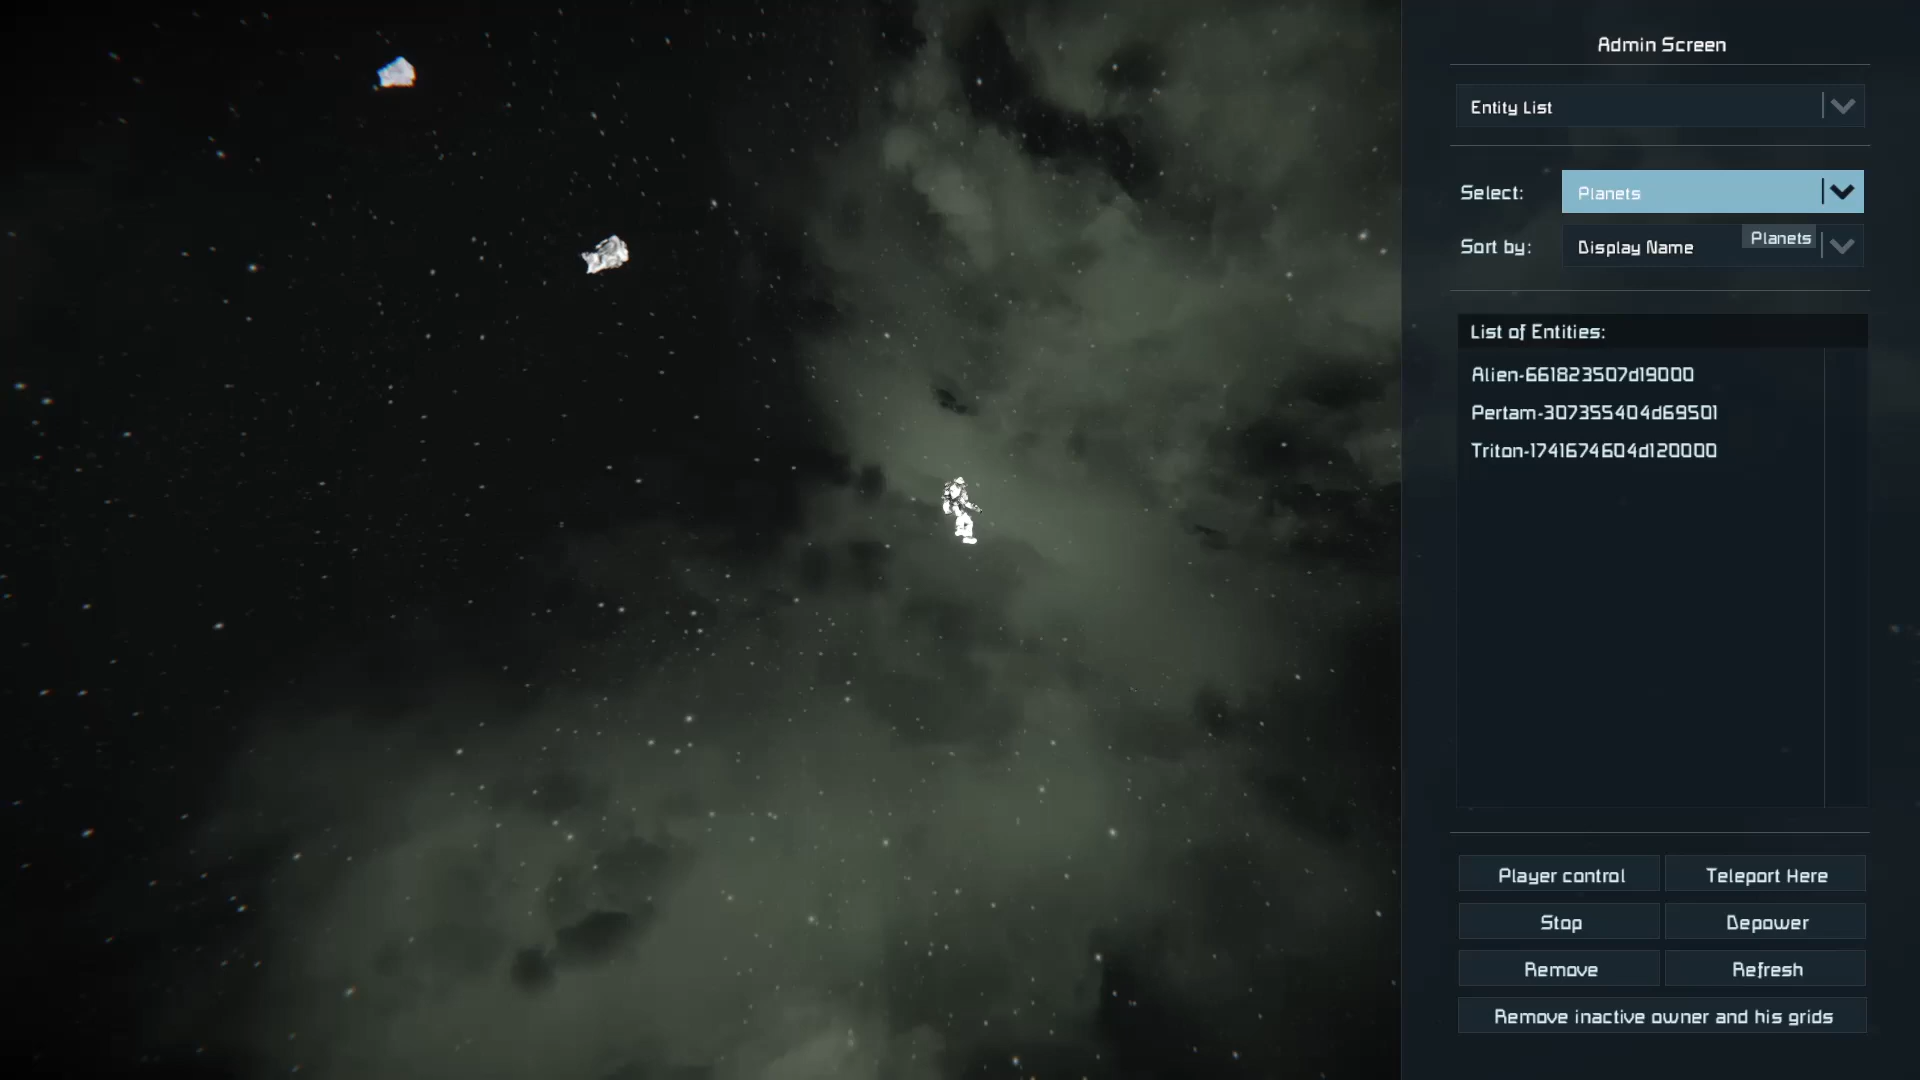 Admin Screen
Entity List
Select:
Planets
Sort by:
Display Name
Planets
List of Entities:
Alien-661823507d19000
Pertam-307355404d69501
Triton-1741674604d120000
Player control
Teleport Here
Stop
Depower
Remove
Refresh
Remove inactive owner and his grids